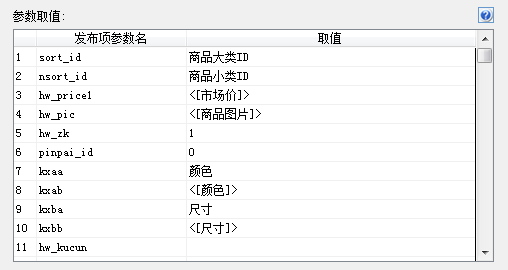 参数取值:
发布项参数名 取值
1 sort_id 商品大类ID
2 nsort_id 商品小类ID
3 hw_price1 <[市场价]>
4 hw_pic <[商品图片]>
5 hw_zk 1
6 pinpai_id 0
7 kxaa 颜色
8 kxab <[颜色]>
9 kxba 尺寸
10 kxbb <[尺寸]>
11 hw_kucun